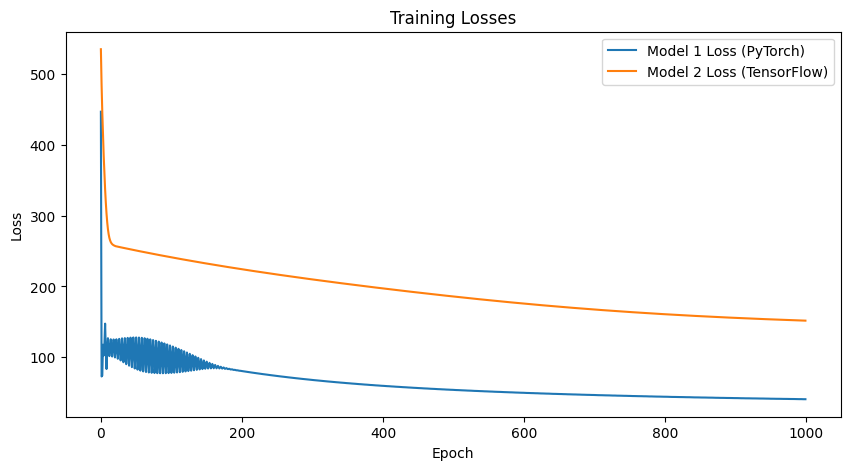 Training Losses
Model 1 Loss (PyTorch)
Model 2 Loss (TensorFlow)
500
400
300
200
100
Loss
0
200
400
600
800
1000
Epoch